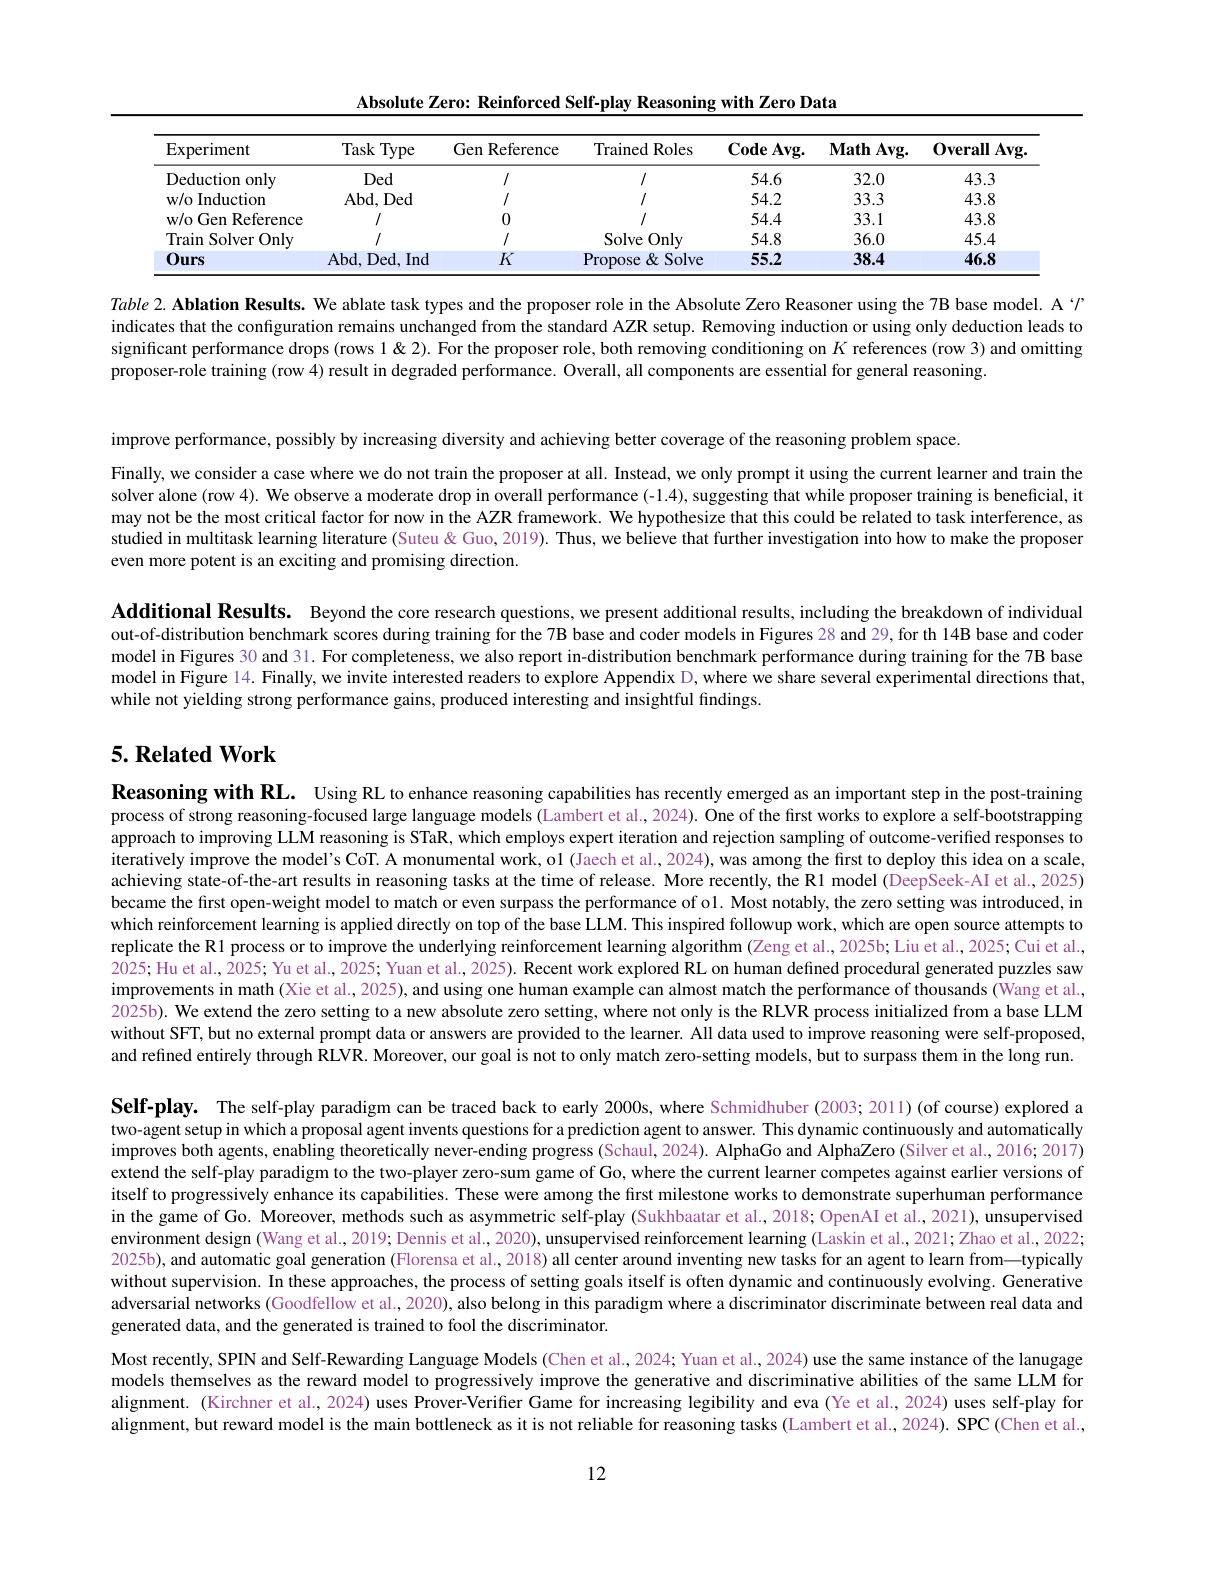 Absolute Zero: Reinforced Self-play Reasoning with Zero Data
Experiment Task Type Gen Reference Trained Roles Code Avg. Math Avg. Overall Avg.
Deduction only Ded / / 54.6 32.0 43.3
w/o Induction Abd, Ded / / 54.2 33.3 43.8
w/o Gen Reference / 0 / 54.4 33.1 43.8
Train Solver Only / / Solve Only 54.8 36.0 45.4
Ours Abd, Ded, Ind K Propose & Solve 55.2 38.4 46.8
Table 2. Ablation Results. We ablate task types and the proposer role in the Absolute Zero Reasoner using the 7B base model. A ‘/’
indicates that the configuration remains unchanged from the standard AZR setup. Removing induction or using only deduction leads to
significant performance drops (rows 1 & 2). For the proposer role, both removing conditioning on K references (row 3) and omitting
proposer-role training (row 4) result in degraded performance. Overall, all components are essential for general reasoning.
improve performance, possibly by increasing diversity and achieving better coverage of the reasoning problem space.
Finally, we consider a case where we do not train the proposer at all. Instead, we only prompt it using the current learner and train the
solver alone (row 4). We observe a moderate drop in overall performance (-1.4), suggesting that while proposer training is beneficial, it
may not be the most critical factor for now in the AZR framework. We hypothesize that this could be related to task interference, as
studied in multitask learning literature (Suteu & Guo, 2019). Thus, we believe that further investigation into how to make the proposer
even more potent is an exciting and promising direction.
Additional Results. Beyond the core research questions, we present additional results, including the breakdown of individual
out-of-distribution benchmark scores during training for the 7B base and coder models in Figures 28 and 29, for th 14B base and coder
model in Figures 30 and 31. For completeness, we also report in-distribution benchmark performance during training for the 7B base
model in Figure 14. Finally, we invite interested readers to explore Appendix D, where we share several experimental directions that,
while not yielding strong performance gains, produced interesting and insightful findings.
5. Related Work
Reasoning with RL. Using RL to enhance reasoning capabilities has recently emerged as an important step in the post-training
process of strong reasoning-focused large language models (Lambert et al., 2024). One of the first works to explore a self-bootstrapping
approach to improving LLM reasoning is STaR, which employs expert iteration and rejection sampling of outcome-verified responses to
iteratively improve the model’s CoT. A monumental work, o1 (Jaech et al., 2024), was among the first to deploy this idea on a scale,
achieving state-of-the-art results in reasoning tasks at the time of release. More recently, the R1 model (DeepSeek-AI et al., 2025)
became the first open-weight model to match or even surpass the performance of o1. Most notably, the zero setting was introduced, in
which reinforcement learning is applied directly on top of the base LLM. This inspired followup work, which are open source attempts to
replicate the R1 process or to improve the underlying reinforcement learning algorithm (Zeng et al., 2025b; Liu et al., 2025; Cui et al.,
2025; Hu et al., 2025; Yu et al., 2025; Yuan et al., 2025). Recent work explored RL on human defined procedural generated puzzles saw
improvements in math (Xie et al., 2025), and using one human example can almost match the performance of thousands (Wang et al.,
2025b). We extend the zero setting to a new absolute zero setting, where not only is the RLVR process initialized from a base LLM
without SFT, but no external prompt data or answers are provided to the learner. All data used to improve reasoning were self-proposed,
and refined entirely through RLVR. Moreover, our goal is not to only match zero-setting models, but to surpass them in the long run.
Self-play. The self-play paradigm can be traced back to early 2000s, where Schmidhuber (2003; 2011) (of course) explored a
two-agent setup in which a proposal agent invents questions for a prediction agent to answer. This dynamic continuously and automatically
improves both agents, enabling theoretically never-ending progress (Schaul, 2024). AlphaGo and AlphaZero (Silver et al., 2016; 2017)
extend the self-play paradigm to the two-player zero-sum game of Go, where the current learner competes against earlier versions of
itself to progressively enhance its capabilities. These were among the first milestone works to demonstrate superhuman performance
in the game of Go. Moreover, methods such as asymmetric self-play (Sukhbaatar et al., 2018; OpenAI et al., 2021), unsupervised
environment design (Wang et al., 2019; Dennis et al., 2020), unsupervised reinforcement learning (Laskin et al., 2021; Zhao et al., 2022;
2025b), and automatic goal generation (Florensa et al., 2018) all center around inventing new tasks for an agent to learn from—typically
without supervision. In these approaches, the process of setting goals itself is often dynamic and continuously evolving. Generative
adversarial networks (Goodfellow et al., 2020), also belong in this paradigm where a discriminator discriminate between real data and
generated data, and the generated is trained to fool the discriminator.
Most recently, SPIN and Self-Rewarding Language Models (Chen et al., 2024; Yuan et al., 2024) use the same instance of the lanugage
models themselves as the reward model to progressively improve the generative and discriminative abilities of the same LLM for
alignment. (Kirchner et al., 2024) uses Prover-Verifier Game for increasing legibility and eva (Ye et al., 2024) uses self-play for
alignment, but reward model is the main bottleneck as it is not reliable for reasoning tasks (Lambert et al., 2024). SPC (Chen et al.,
12